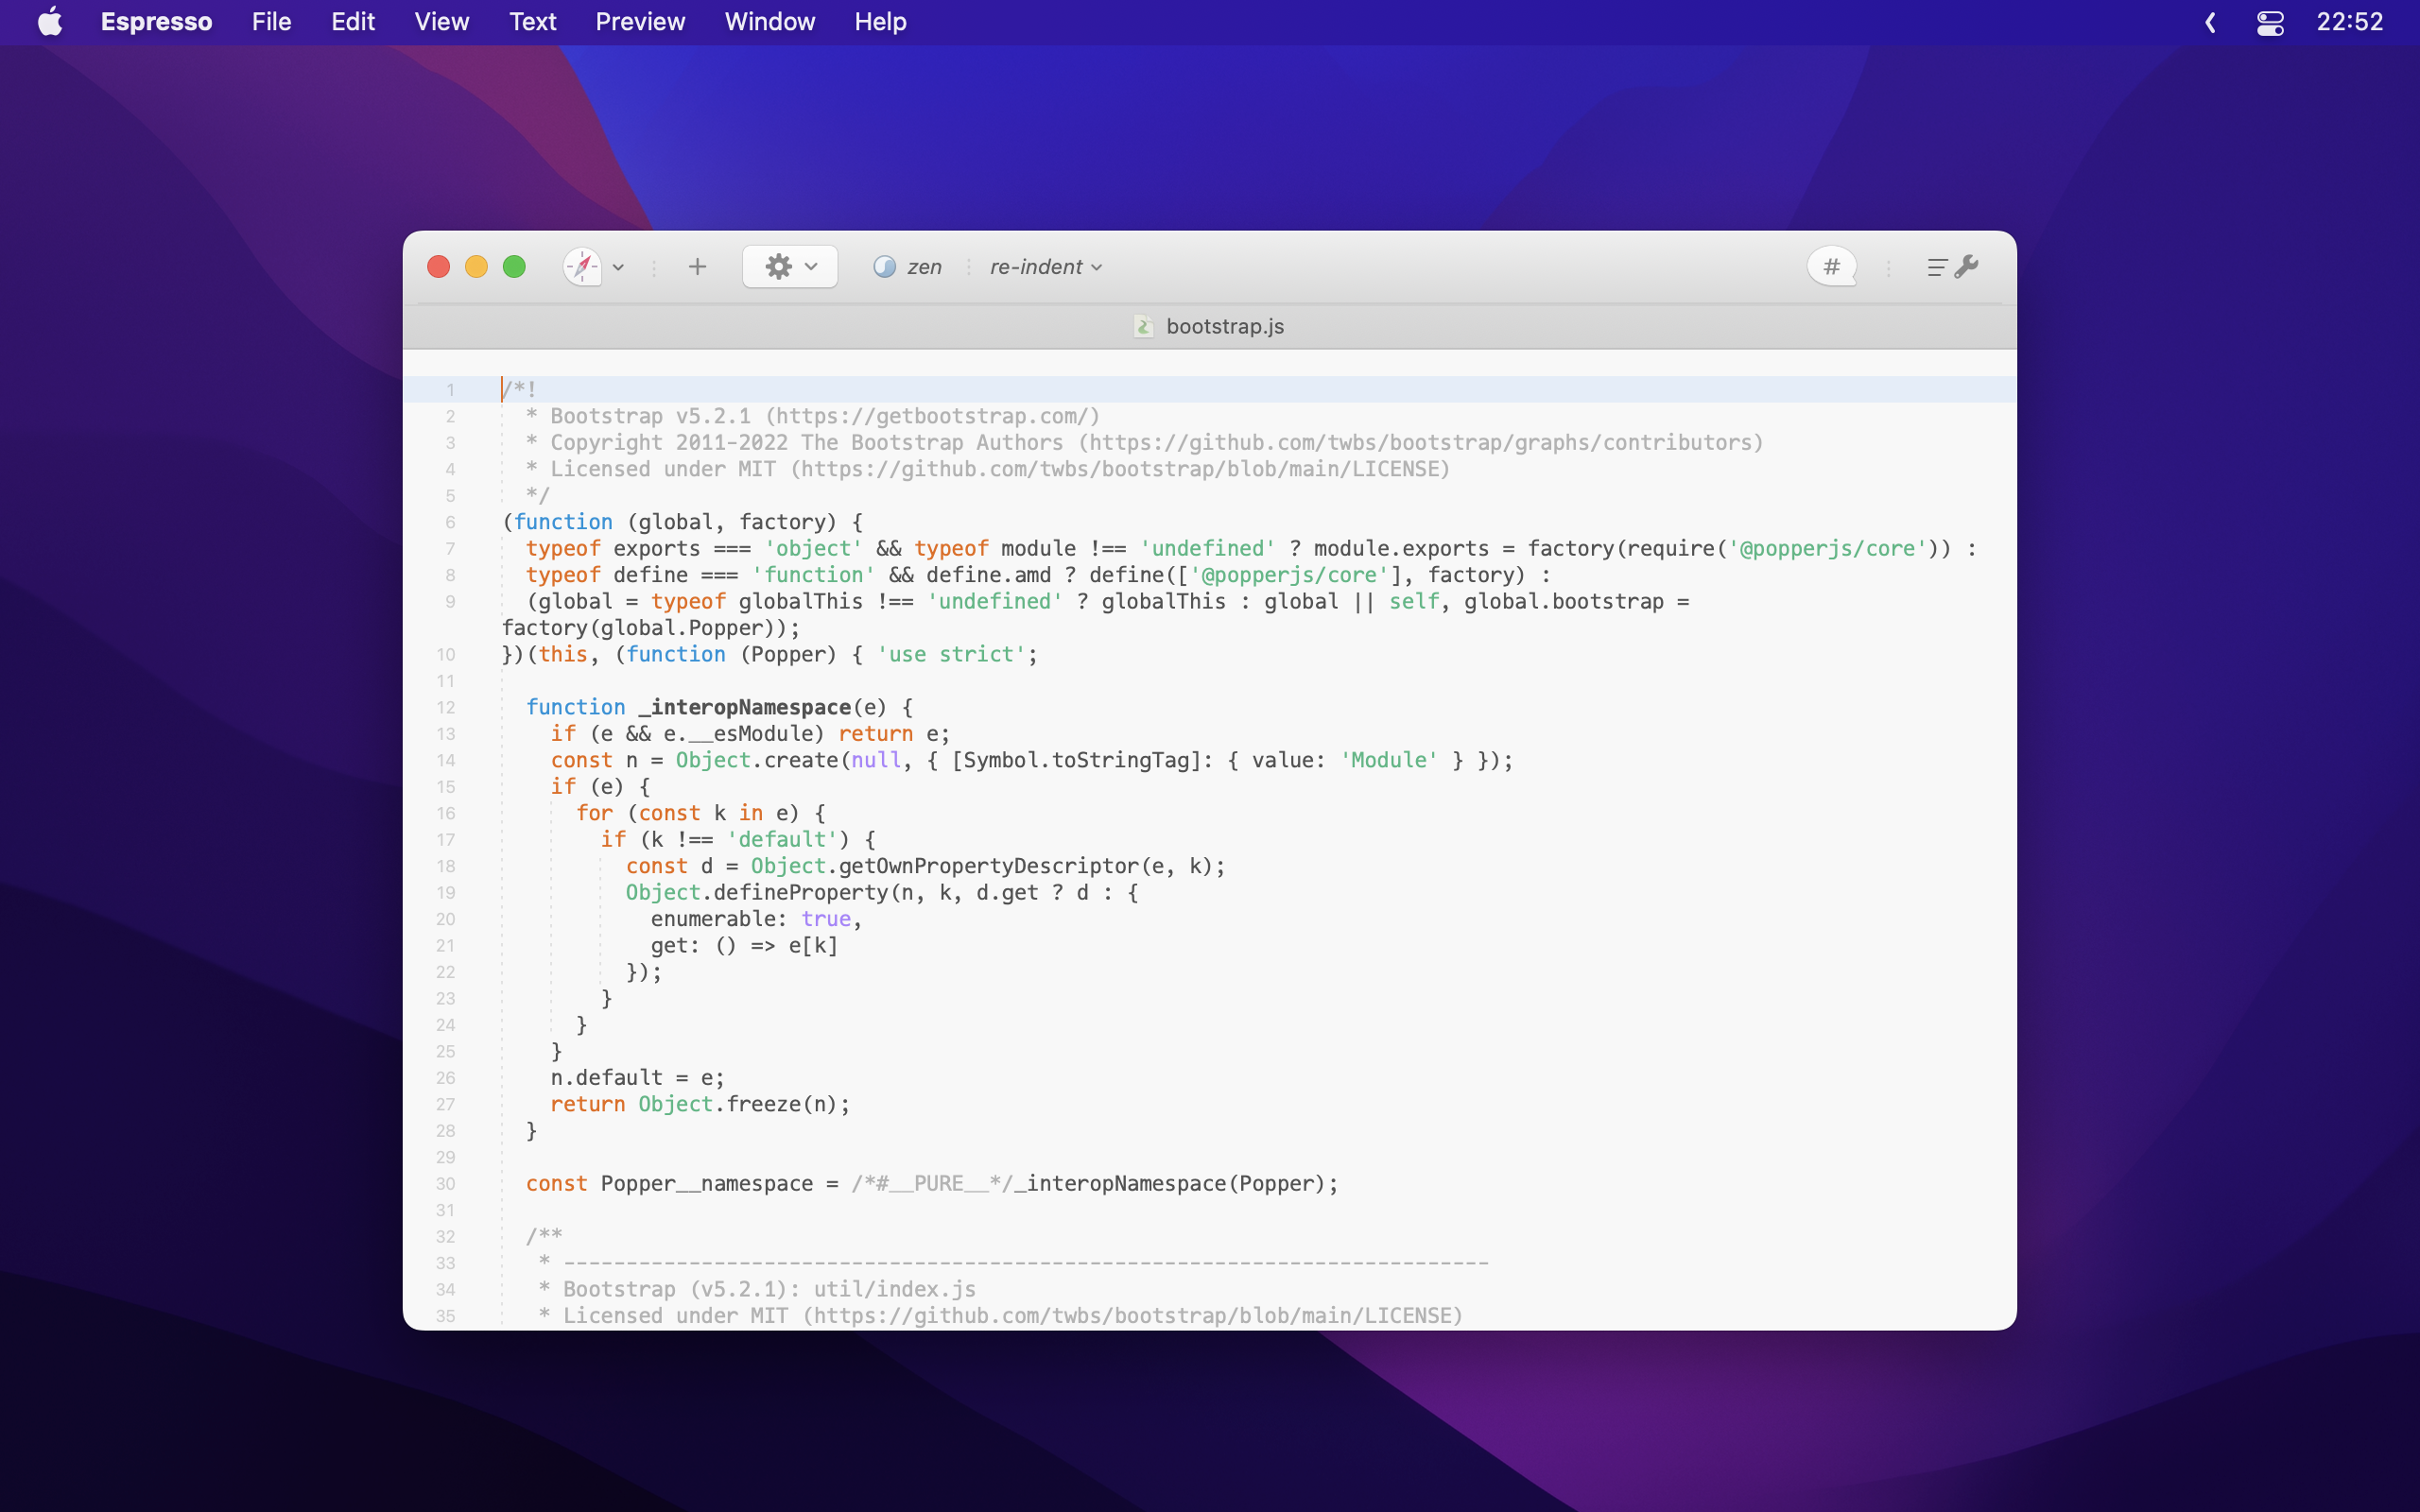 Espresso File Edit View Text Preview Window Help 22:52
zen re-indent #
bootstrap.js
1 /*!
2   * Bootstrap v5.2.1 (https://getbootstrap.com/)
3   * Copyright 2011-2022 The Bootstrap Authors (https://github.com/twbs/bootstrap/graphs/contributors)
4   * Licensed under MIT (https://github.com/twbs/bootstrap/blob/main/LICENSE)
5   */
6 (function (global, factory) {
7   typeof exports === 'object' && typeof module !== 'undefined' ? module.exports = factory(require('@popperjs/core')) :
8   typeof define === 'function' && define.amd ? define(['@popperjs/core'], factory) :
9   (global = typeof globalThis !== 'undefined' ? globalThis : global || self, global.bootstrap =
factory(global.Popper));
10 })(this, (function (Popper) { 'use strict';
11
12   function _interopNamespace(e) {
13     if (e && e.__esModule) return e;
14     const n = Object.create(null, { [Symbol.toStringTag]: { value: 'Module' } });
15     if (e) {
16       for (const k in e) {
17         if (k !== 'default') {
18           const d = Object.getOwnPropertyDescriptor(e, k);
19           Object.defineProperty(n, k, d.get ? d : {
20             enumerable: true,
21             get: () => e[k]
22           });
23         }
24       }
25     }
26     n.default = e;
27     return Object.freeze(n);
28   }
29
30   const Popper__namespace = /*#__PURE__*/_interopNamespace(Popper);
31
32   /**
33    * --------------------------------------------------------------------------
34    * Bootstrap (v5.2.1): util/index.js
35    * Licensed under MIT (https://github.com/twbs/bootstrap/blob/main/LICENSE)